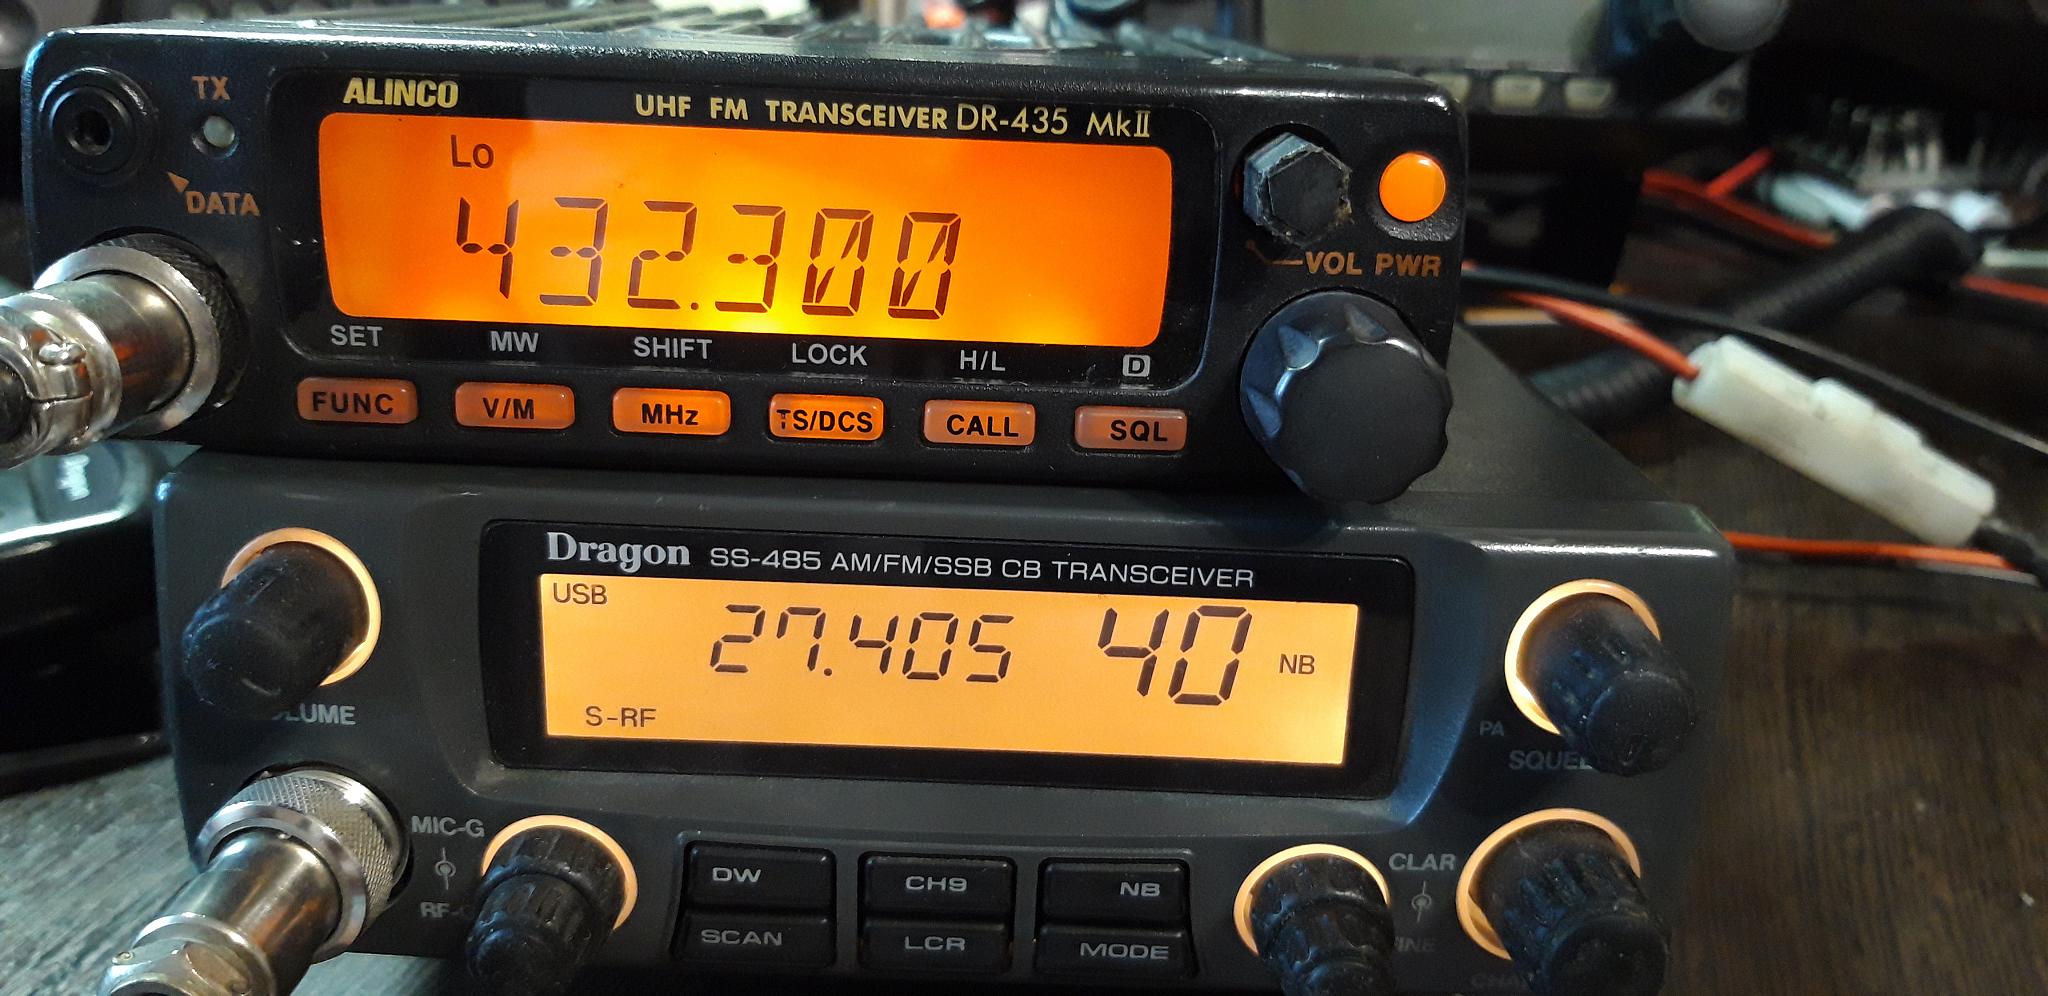 TX
ALINCO
UHF FM TRANSCEIVER DR-435 MkII
Lo
DATA
432.300
VOL PWR
SET MW SHIFT LOCK H/L D
FUNC V/M MHz TS/DCS CALL SQL
Dragon SS-485 AM/FM/SSB CB TRANSCEIVER
USB
27.405 40 NB
S-RF
PA
MIC-G
CLAR
DW CH9 NB
SCAN LCR MODE